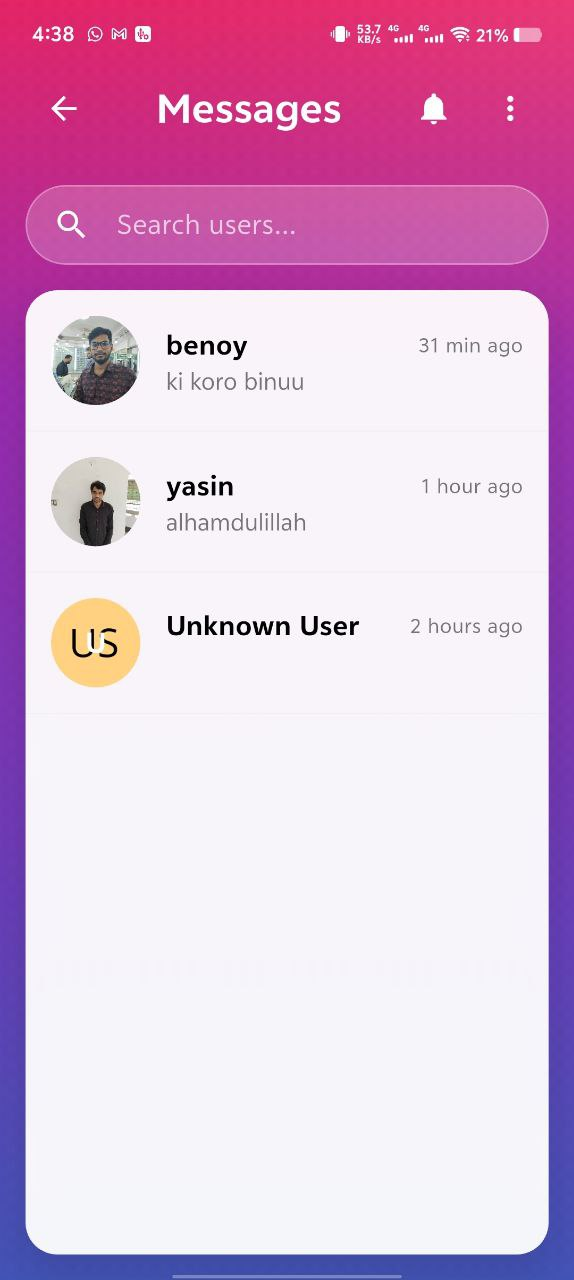 4:38 53.7 KB/s 4G 4G 21%
Messages
Search users...
benoy 31 min ago
ki koro binuu
yasin 1 hour ago
alhamdulillah
US U
Unknown User 2 hours ago